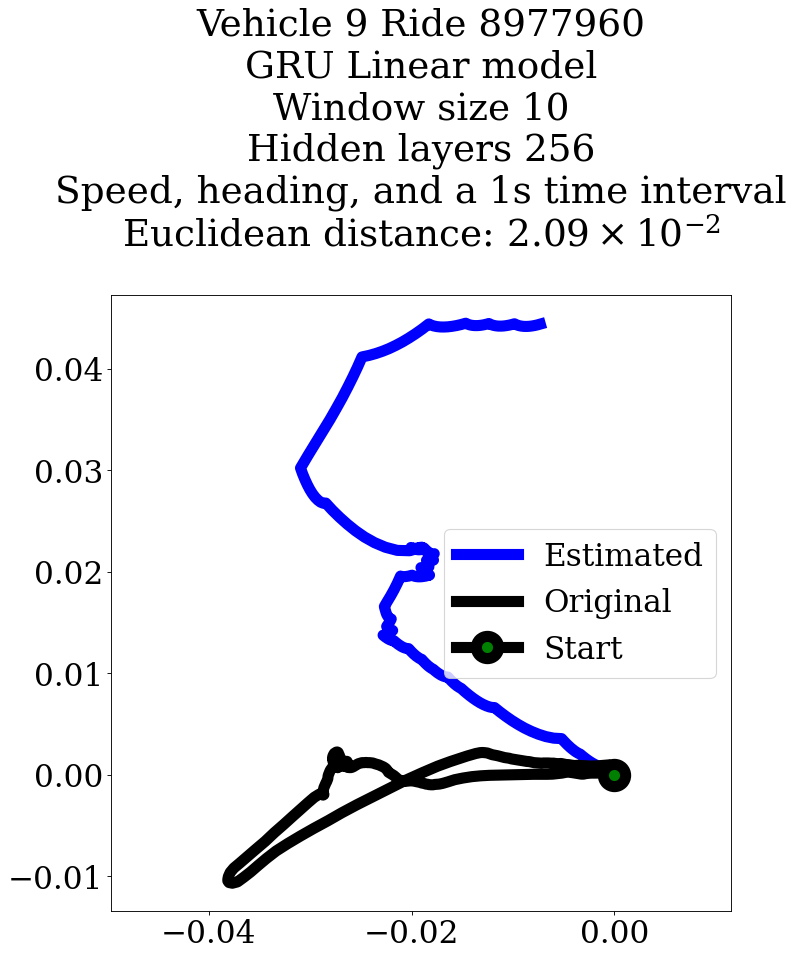 Vehicle 9 Ride 8977960
GRU Linear model
Window size 10
Hidden layers 256
Speed, heading, and a 1s time interval
Euclidean distance: 2.09 × 10⁻²
0.04
0.03
0.02
0.01
0.00
−0.01
Estimated
Original
Start
−0.04
−0.02
0.00